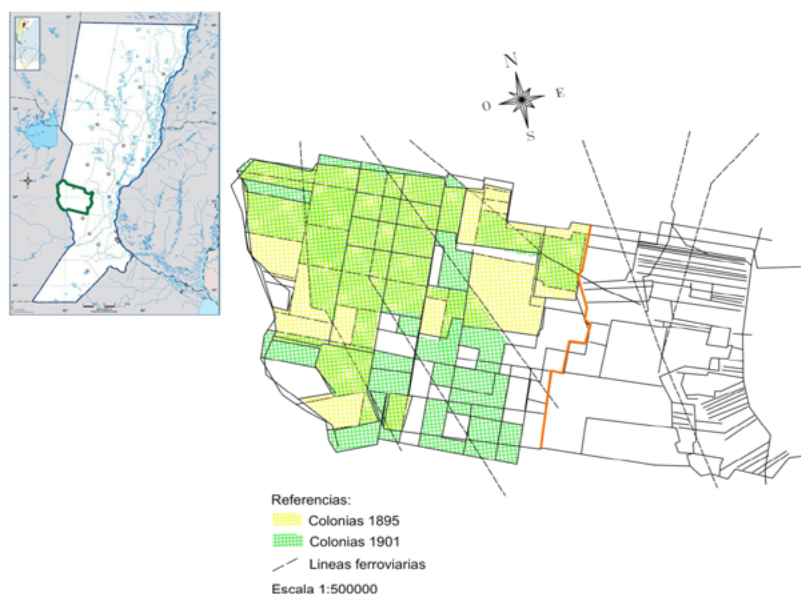 N
O
E
S
Referencias:
Colonias 1895
Colonias 1901
Lineas ferroviarias
Escala 1:500000